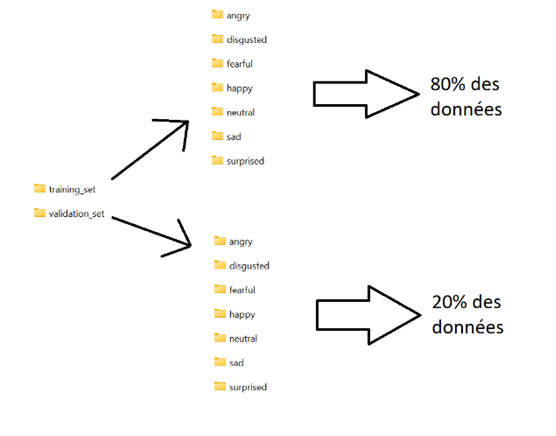 angry
disgusted
fearful
happy
neutral
sad
surprised
80% des
données
training_set
validation_set
angry
disgusted
fearful
happy
neutral
sad
surprised
20% des
données